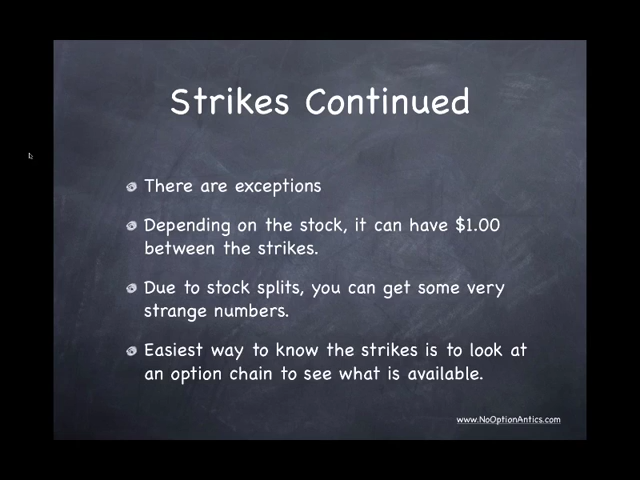 Strikes Continued
There are exceptions
Depending on the stock, it can have $1.00
between the strikes.
Due to stock splits, you can get some very
strange numbers.
Easiest way to know the strikes is to look at
an option chain to see what is available.
www.NoOptionAntics.com